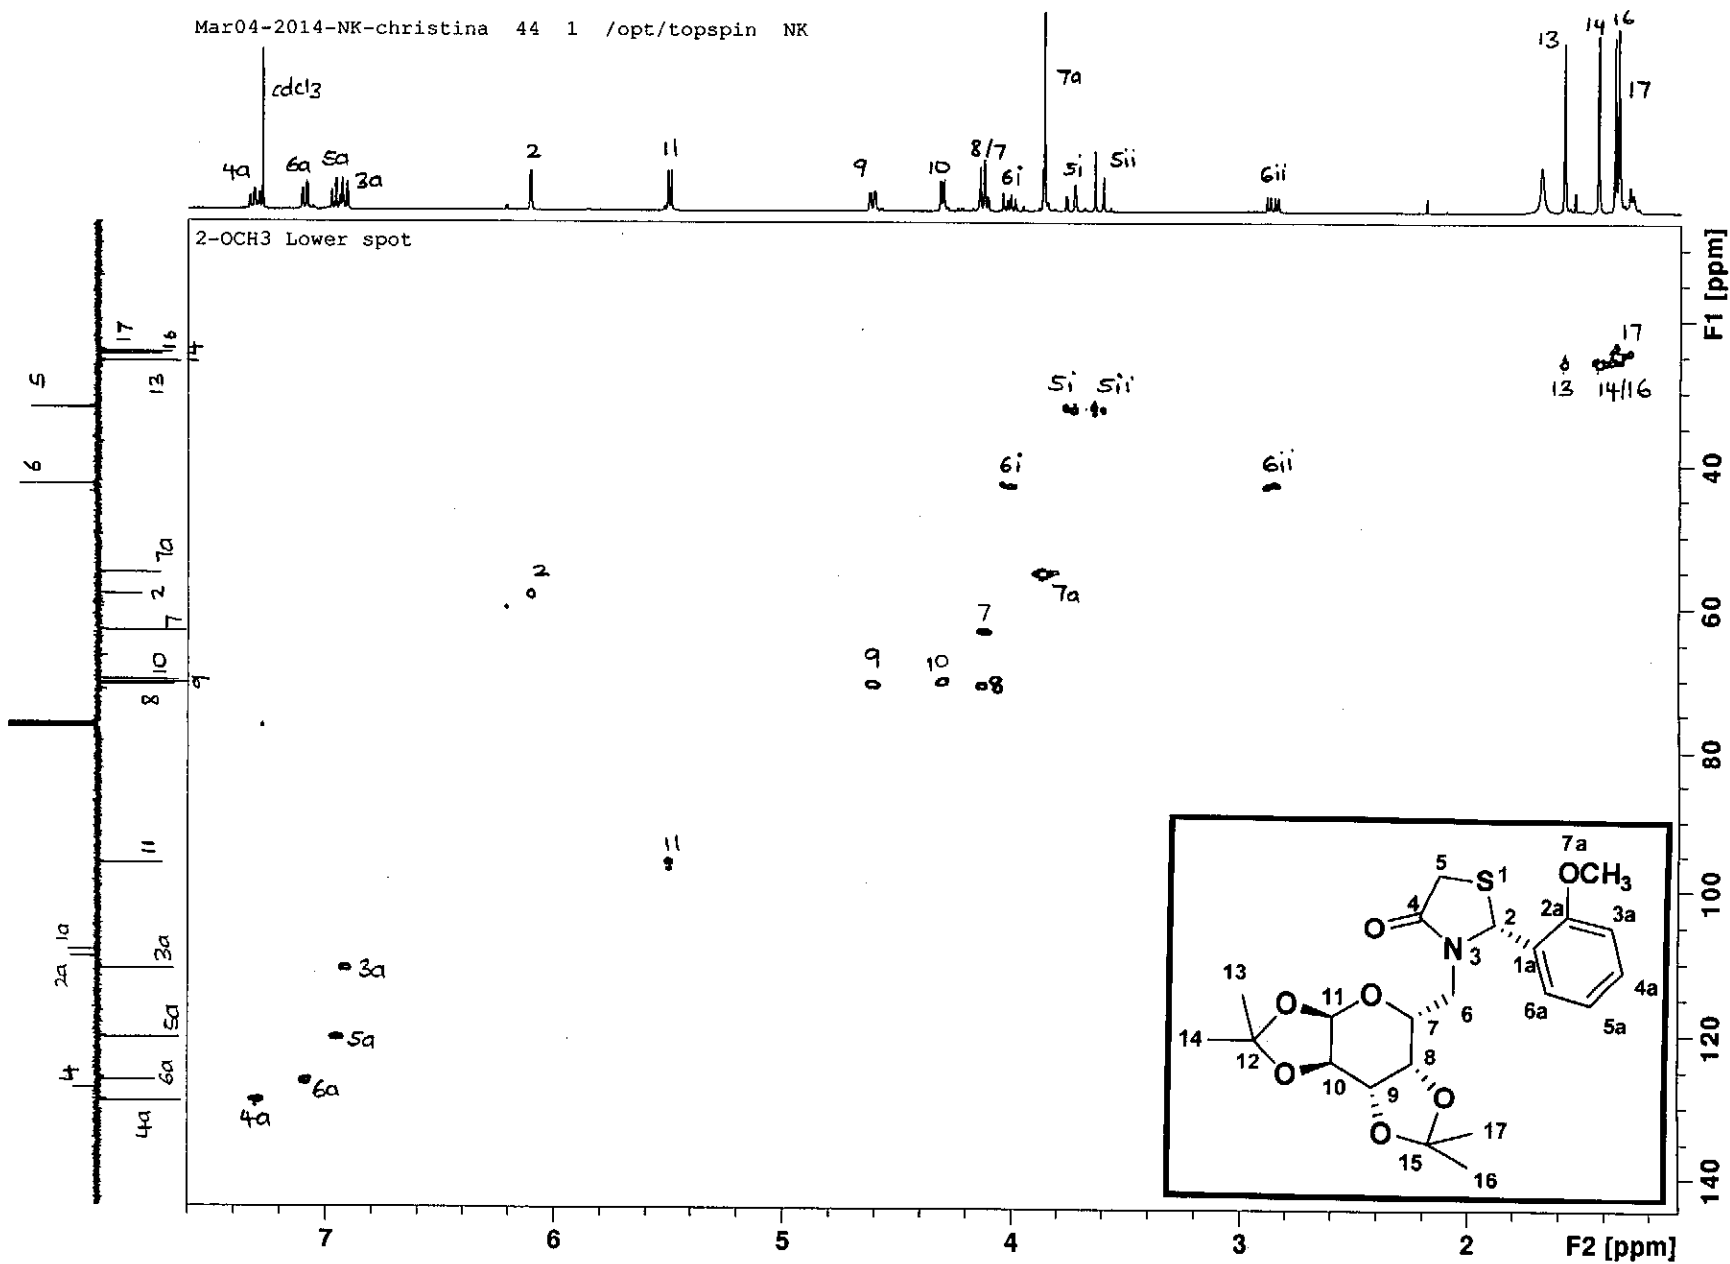 Mar04-2014-NK-christina 44 1 /opt/topspin NK
cdcl3
4a 6a 5a 3a 2 11 9 10 8/7 6i 7a 5i 5ii 6ii 13 14 16 17
2-OCH3 Lower spot
17 16 14 13
5
6
7a
2
7
10 9 8
11
1a
2a 3a
5a
4 6a
4a
17
13 14/16
5i 5ii
6i 6ii
2
7a
7
9 10 8
11
3a
5a
6a
4a
7a
OCH3
5 S 1
4 2a 3a
O 2
N 3 1a 4a
13 6a 5a
O 11 O 6
14 7
12 8
O 10 9 O
O 17
15 16
F1 [ppm]
40
60
80
100
120
140
7 6 5 4 3 2 F2 [ppm]